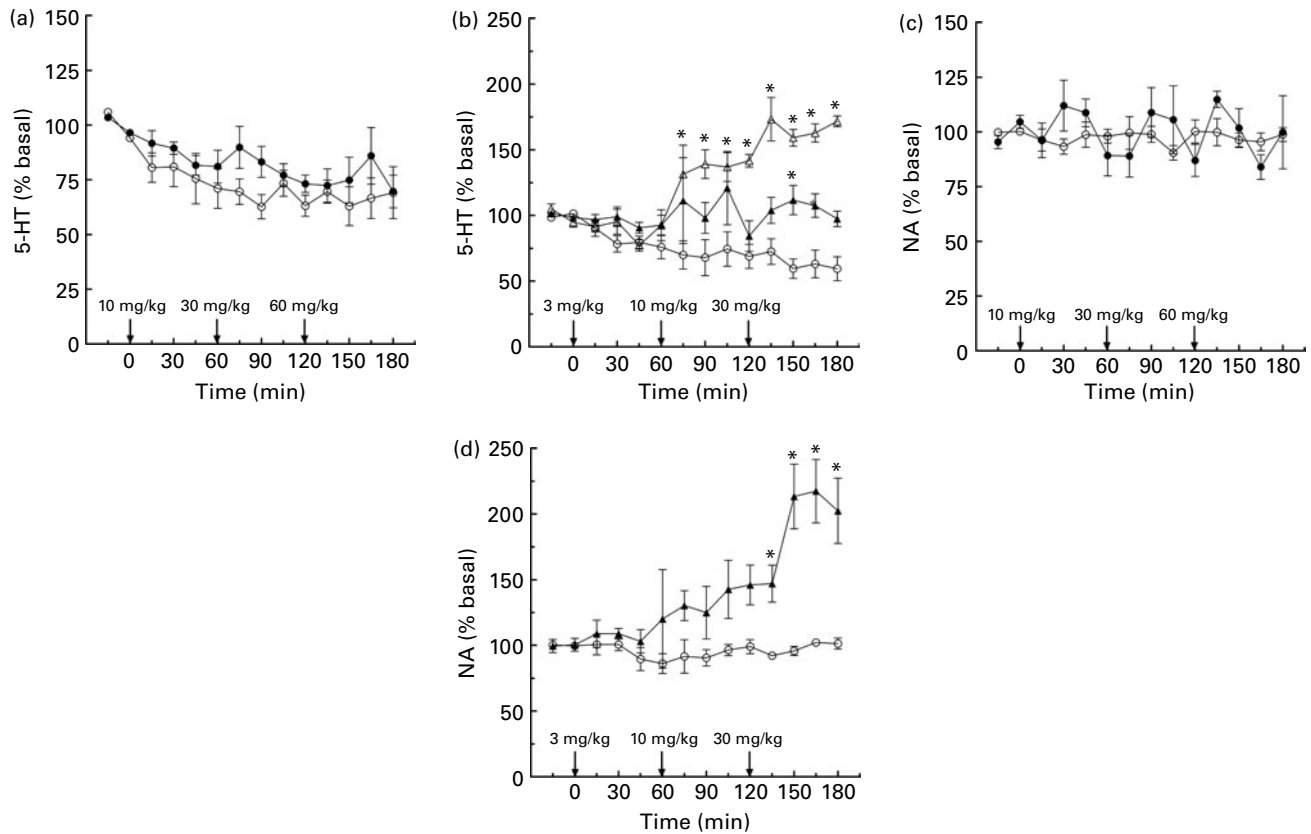 (a)
150
125
100
75
50
25
0
5-HT (% basal)
10 mg/kg 30 mg/kg 60 mg/kg
0 30 60 90 120 150 180
Time (min)
(b)
250
200
150
100
50
0
5-HT (% basal)
* * * * * * * *
*
3 mg/kg 10 mg/kg 30 mg/kg
0 30 60 90 120 150 180
Time (min)
(c)
150
125
100
75
50
25
0
NA (% basal)
10 mg/kg 30 mg/kg 60 mg/kg
0 30 60 90 120 150 180
Time (min)
(d)
250
200
150
100
50
0
NA (% basal)
* * * *
3 mg/kg 10 mg/kg 30 mg/kg
0 30 60 90 120 150 180
Time (min)